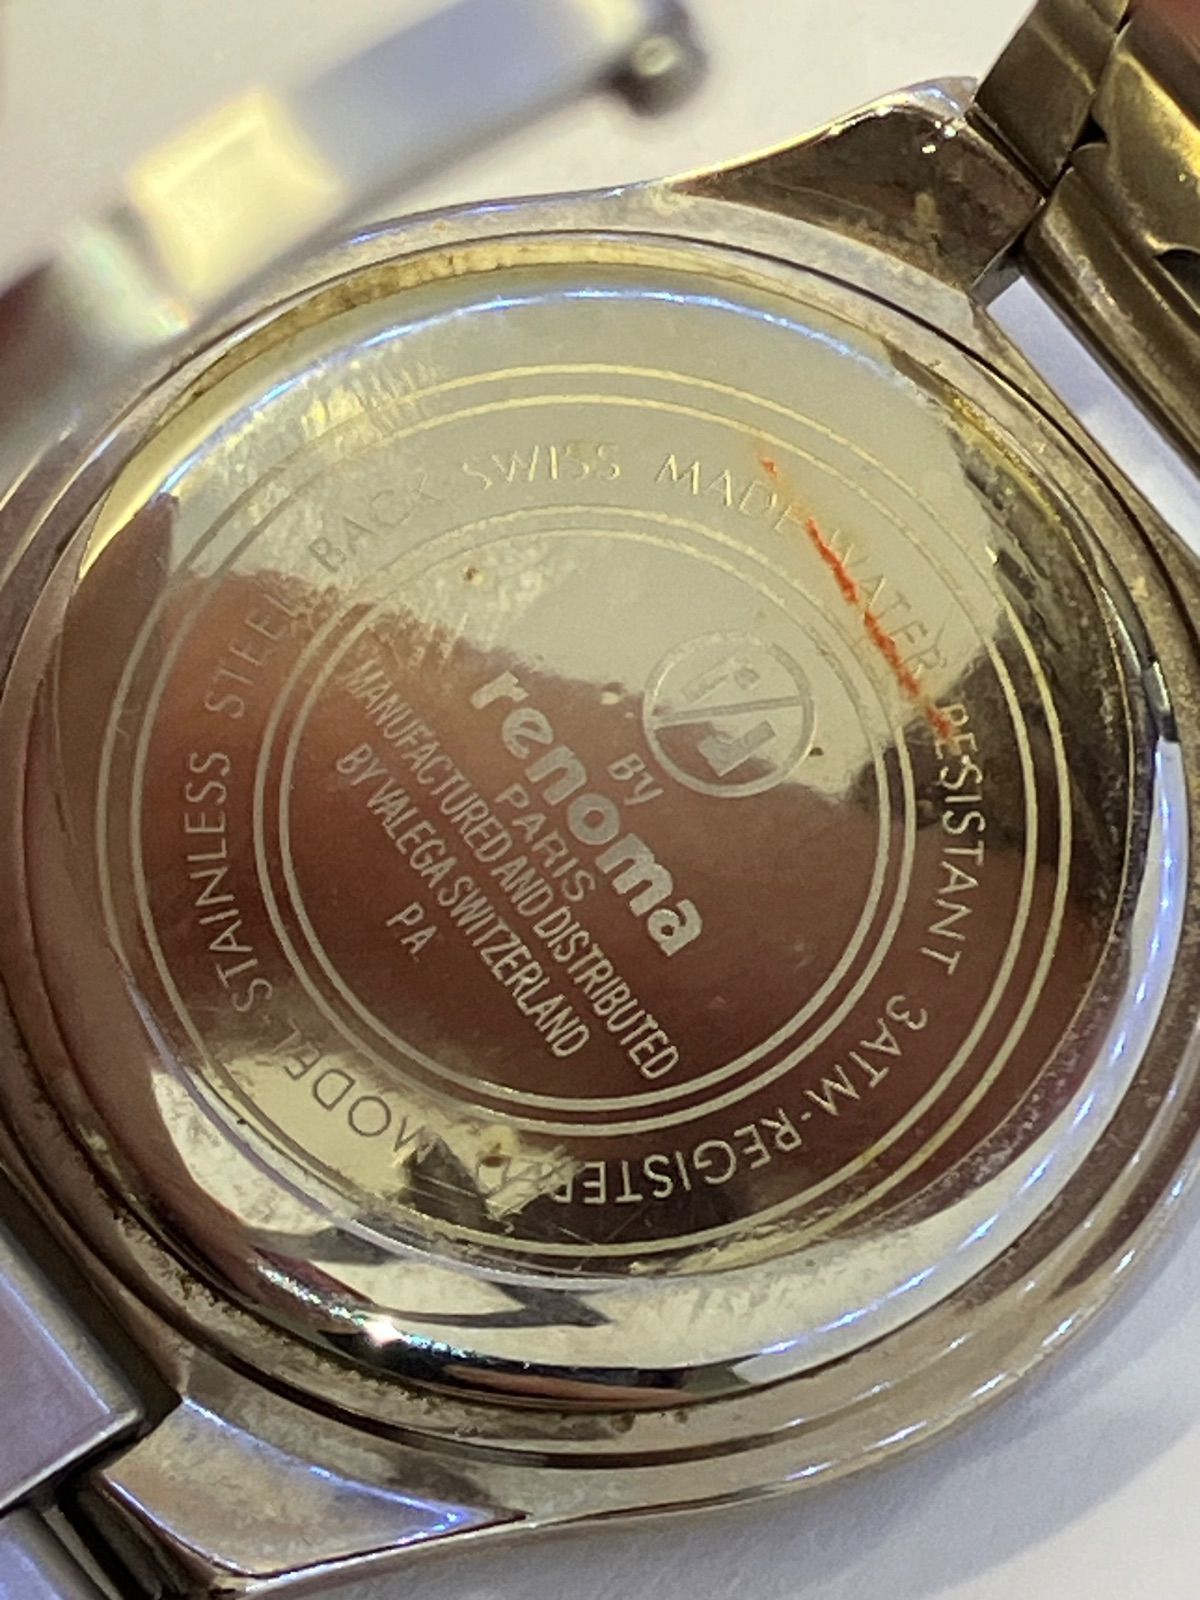 BY
renoma
PARIS
MANUFACTURED AND DISTRIBUTED
BY VALEGA SWITZERLAND
PA
STAINLESS STEEL BACK SWISS MADE WATER RESISTANT 3ATM-REGISTERED MODEL